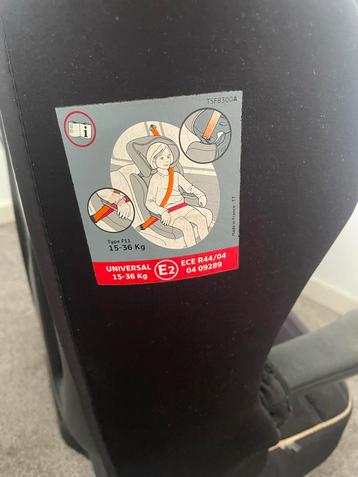 TSF8300A
i
Type F11
15-36 Kg
Made in France - TT
UNIVERSAL
15-36 Kg
E2
ECE R44/04
04 09289